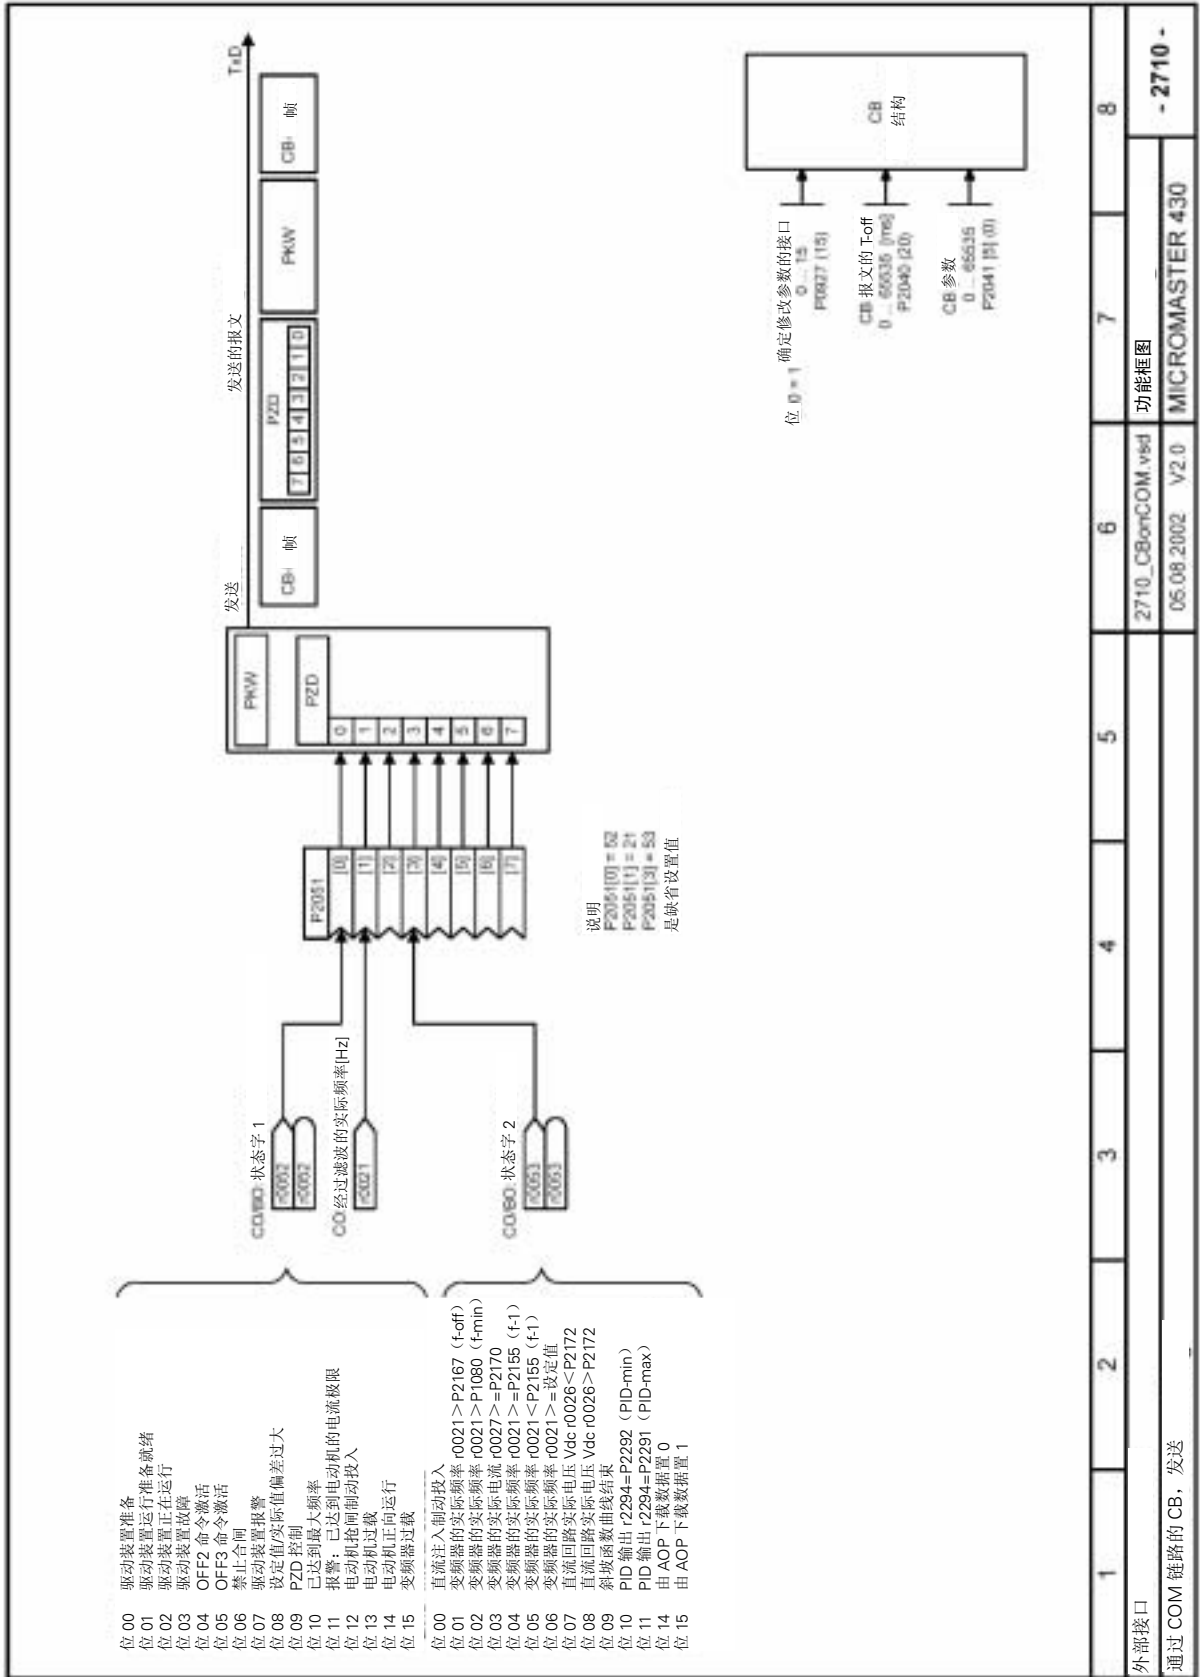 位 00 驱动装置准备
位 01 驱动装置运行准备就绪
位 02 驱动装置正在运行
位 03 驱动装置故障
位 04 OFF2 命令激活
位 05 OFF3 命令激活
位 06 禁止合闸
位 07 驱动装置报警
位 08 设定值/实际值偏差过大
位 09 PZD 控制
位 10 已达到最大频率
位 11 报警：已达到电动机的电流极限
位 12 电动机抱闸制动投入
位 13 电动机过载
位 14 电动机正向运行
位 15 变频器过载
位 00 直流注入制动投入
位 01 变频器的实际频率 r0021＞P2167（f-off）
位 02 变频器的实际频率 r0021＞P1080（f-min）
位 03 变频器的实际电流 r0027＞=P2170
位 04 变频器的实际频率 r0021＞=P2155（f-1）
位 05 变频器的实际频率 r0021＜P2155（f-1）
位 06 变频器的实际频率 r0021＞=设定值
位 07 直流回路实际电压 Vdc r0026＜P2172
位 08 直流回路实际电压 Vdc r0026＞P2172
位 09 斜坡函数曲线结束
位 10 PID 输出 r2294=P2292（PID-min）
位 11 PID 输出 r2294=P2291（PID-max）
位 14 由 AOP 下载数据置 0
位 15 由 AOP 下载数据置 1
CO/BO: 状态字 1
r0052
r0052
CO:经过滤波的实际频率[Hz]
r0021
CO/BO: 状态字 2
r0053
r0053
P2051
[0]
[1]
[2]
[3]
[4]
[5]
[6]
[7]
说明
P2051[0] = 52
P2051[1] = 21
P2051[3] = 53
是缺省设置值
PKW
PZD
0
1
2
3
4
5
6
7
发送
发送的报文
TxD
CB- 帧
PZD
7 6 5 4 3 2 1 0
PKW
CB- 帧
位 0 = 1 确定修改参数的接口
0 ... 15
P0927 (15)
CB 报文的 T-off
0 ... 65535 [ms]
P2040 (20)
CB 参数
0 ... 65535
P2041 [5] (0)
CB
结构
1 2 3 4 5 6 7 8
外部接口 2710_CBonCOM.vsd 功能框图 - 2710 -
通过 COM 链路的 CB，发送 05.08.2002 V2.0 MICROMASTER 430